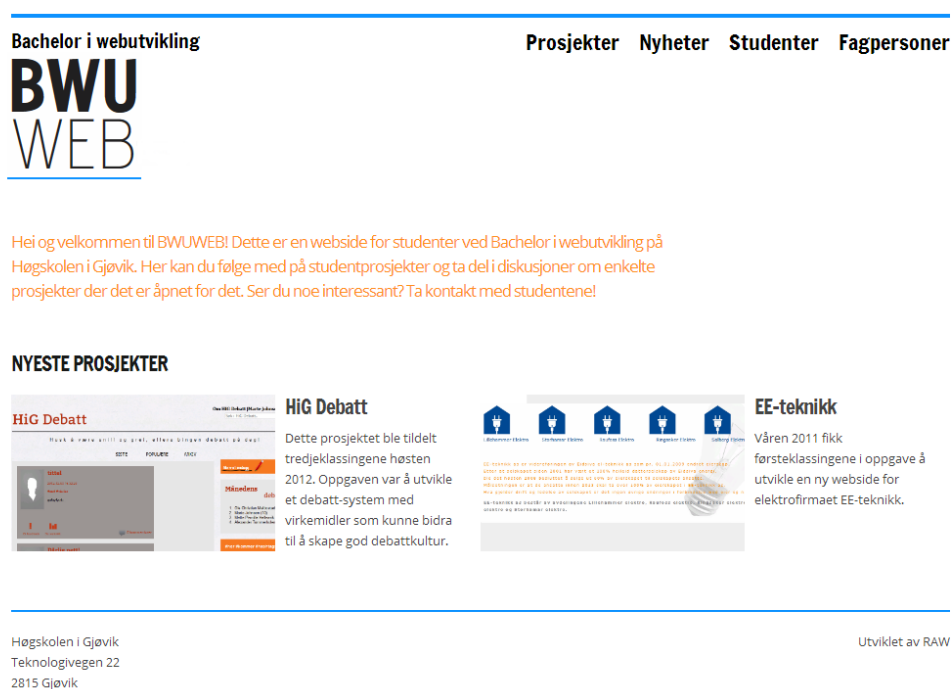 Bachelor i webutvikling
Prosjekter Nyheter Studenter Fagpersoner
BWU
WEB
Hei og velkommen til BWUWEB! Dette er en webside for studenter ved Bachelor i webutvikling på
Høgskolen i Gjøvik. Her kan du følge med på studentprosjekter og ta del i diskusjoner om enkelte
prosjekter der det er åpnet for det. Ser du noe interessant? Ta kontakt med studentene!
NYESTE PROSJEKTER
HiG Debatt
Månedens
HiG Debatt
Dette prosjektet ble tildelt
tredjeklassingene høsten
2012. Oppgaven var å utvikle
et debatt-system med
virkemidler som kunne bidra
til å skape god debattkultur.
EE-teknikk
Våren 2011 fikk
førsteklassingene i oppgave å
utvikle en ny webside for
elektrofirmaet EE-teknikk.
Høgskolen i Gjøvik
Teknologivegen 22
2815 Gjøvik
Utviklet av RAW